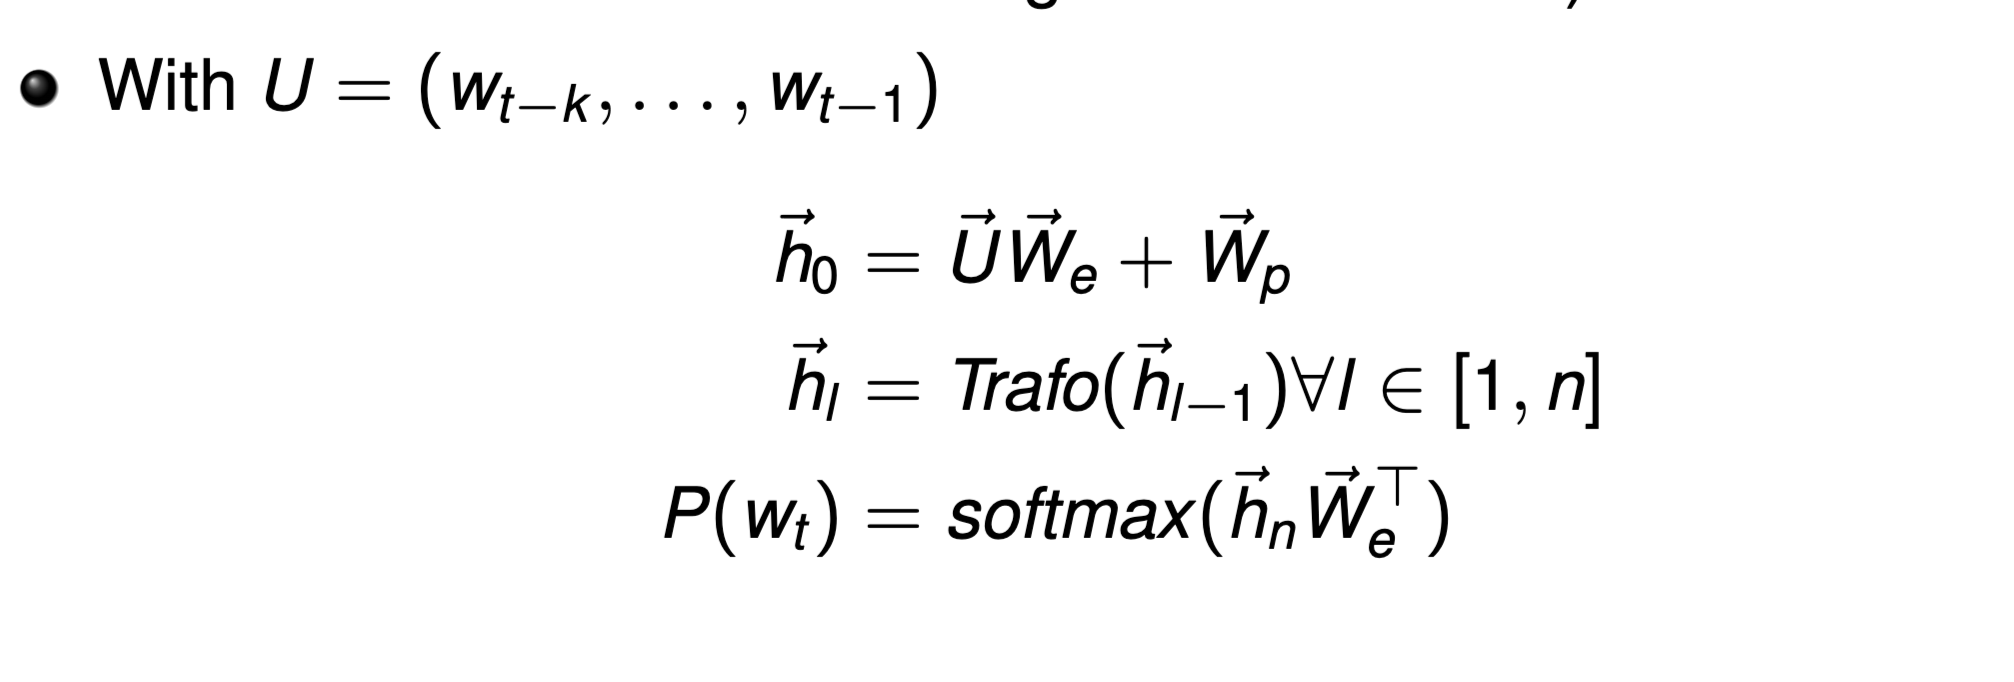 With U = (w_{t−k}, . . . , w_{t−1})
h⃗_0 = U⃗W⃗_e + W⃗_p
h⃗_l = Trafo(h⃗_{l−1})∀l ∈ [1, n]
P(w_t) = softmax(h⃗_n W⃗_e^⊤)